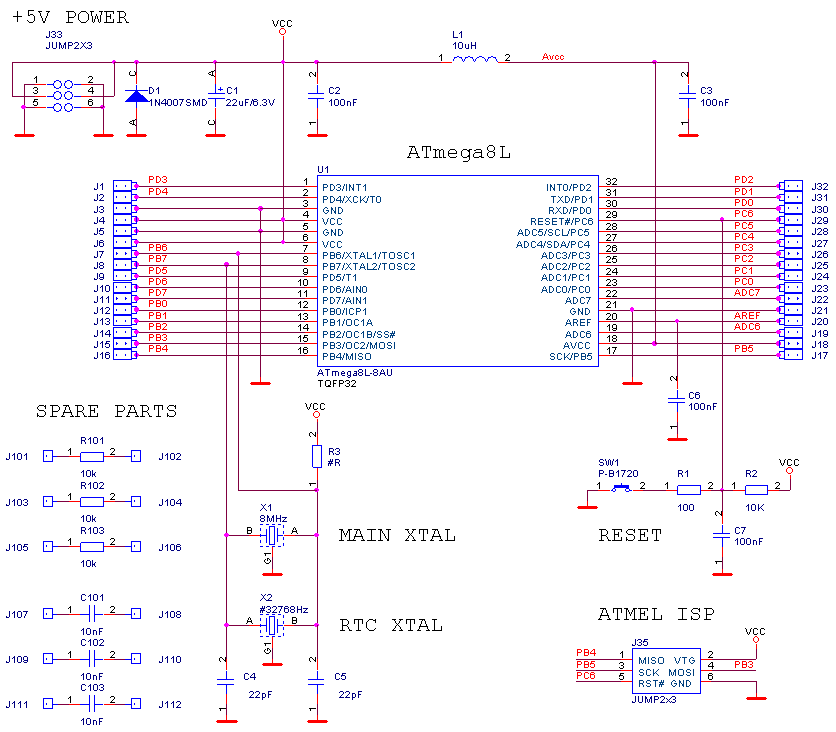 +5V POWER
J33
JUMP2X3
1 2
3 4
5 6
C
D1
1N4007SMD
A
A
+ C1
22uF/6.3V
C
VCC
2
C2
100nF
1
L1
10uH
1 2
Avcc
2
C3
100nF
1
ATmega8L
U1
J1 PD3 1 PD3/INT1 INT0/PD2 32 PD2 J32
J2 PD4 2 PD4/XCK/T0 TXD/PD1 31 PD1 J31
J3 3 GND RXD/PD0 30 PD0 J30
J4 4 VCC RESET#/PC6 29 PC6 J29
J5 5 GND ADC5/SCL/PC5 28 PC5 J28
J6 6 VCC ADC4/SDA/PC4 27 PC4 J27
J7 PB6 7 PB6/XTAL1/TOSC1 ADC3/PC3 26 PC3 J26
J8 PB7 8 PB7/XTAL2/TOSC2 ADC2/PC2 25 PC2 J25
J9 PD5 9 PD5/T1 ADC1/PC1 24 PC1 J24
J10 PD6 10 PD6/AIN0 ADC0/PC0 23 PC0 J23
J11 PD7 11 PD7/AIN1 ADC7 22 ADC7 J22
J12 PB0 12 PB0/ICP1 GND 21 J21
J13 PB1 13 PB1/OC1A AREF 20 AREF J20
J14 PB2 14 PB2/OC1B/SS# ADC6 19 ADC6 J19
J15 PB3 15 PB3/OC2/MOSI AVCC 18 J18
J16 PB4 16 PB4/MISO SCK/PB5 17 PB5 J17
ATmega8L-8AU
TQFP32
2
C6
100nF
1
SPARE PARTS
J101 1 R101 2 J102
10k
J103 1 R102 2 J104
10k
J105 1 R103 2 J106
10k
J107 1 C101 2 J108
10nF
J109 1 C102 2 J110
10nF
J111 1 C103 2 J112
10nF
VCC
2
R3
#R
1
X1
8MHz
B A
G1
MAIN XTAL
X2
#32768Hz
A B
G1
RTC XTAL
2
C4
22pF
1
2
C5
22pF
1
SW1
P-B1720
1 2
R1
1 2
100
R2
1 2
10K
VCC
2
C7
100nF
1
RESET
ATMEL ISP
J35
VCC
PB4 1 MISO VTG 2
PB5 3 SCK MOSI 4 PB3
PC6 5 RST# GND 6
JUMP2x3